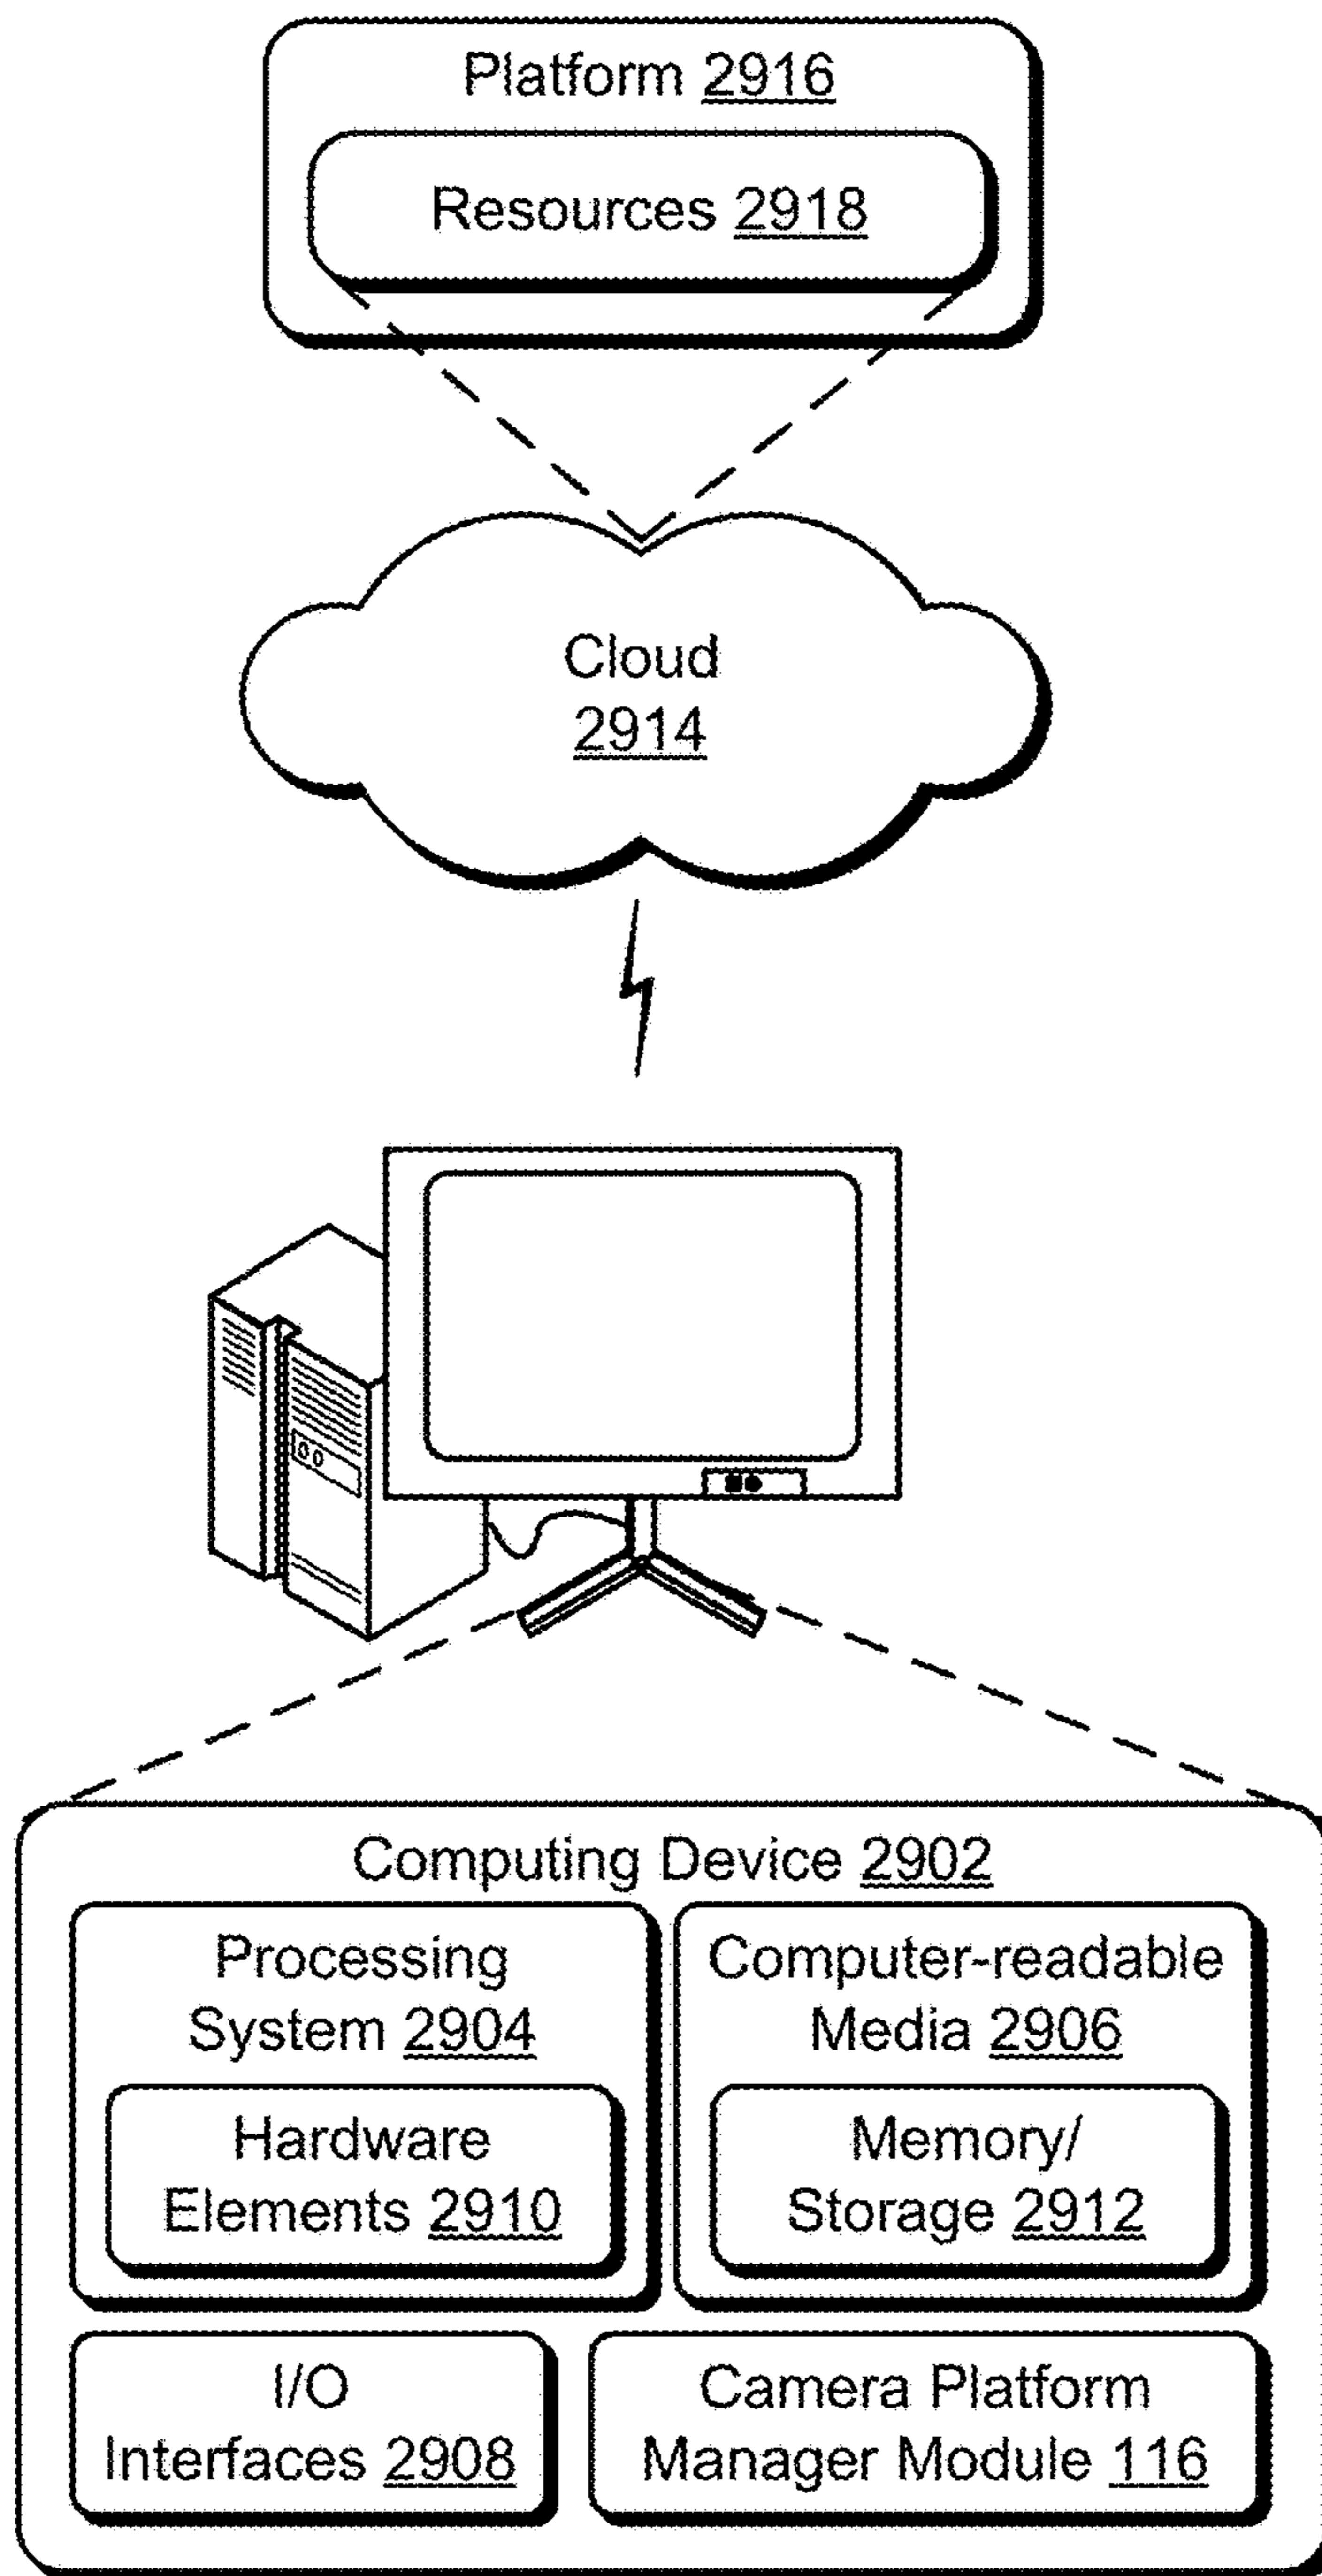 Platform 2916
Resources 2918
Cloud
2914
Computing Device 2902
Processing
System 2904
Hardware
Elements 2910
Computer-readable
Media 2906
Memory/
Storage 2912
I/O
Interfaces 2908
Camera Platform
Manager Module 116